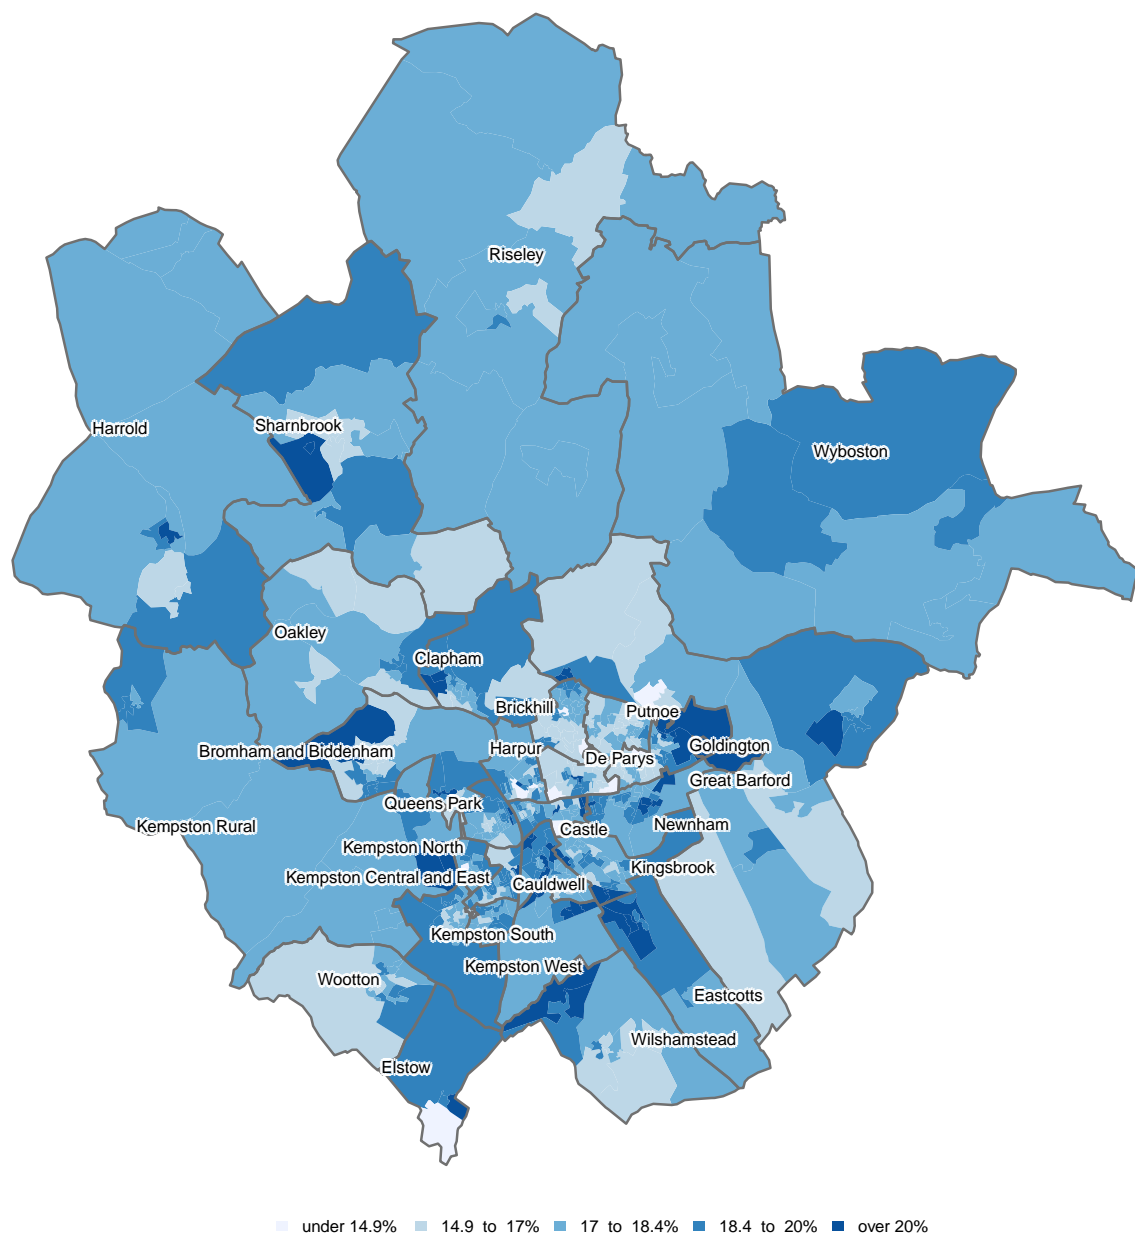 Riseley
Harrold
Sharnbrook
Wyboston
Oakley
Clapham
Brickhill
Putnoe
Bromham and Biddenham
Harpur
De Parys
Goldington
Great Barford
Queens Park
Kempston Rural
Castle
Newnham
Kempston North
Kingsbrook
Kempston Central and East
Cauldwell
Kempston South
Kempston West
Wootton
Eastcotts
Wilshamstead
Elstow
under 14.9% 14.9 to 17% 17 to 18.4% 18.4 to 20% over 20%